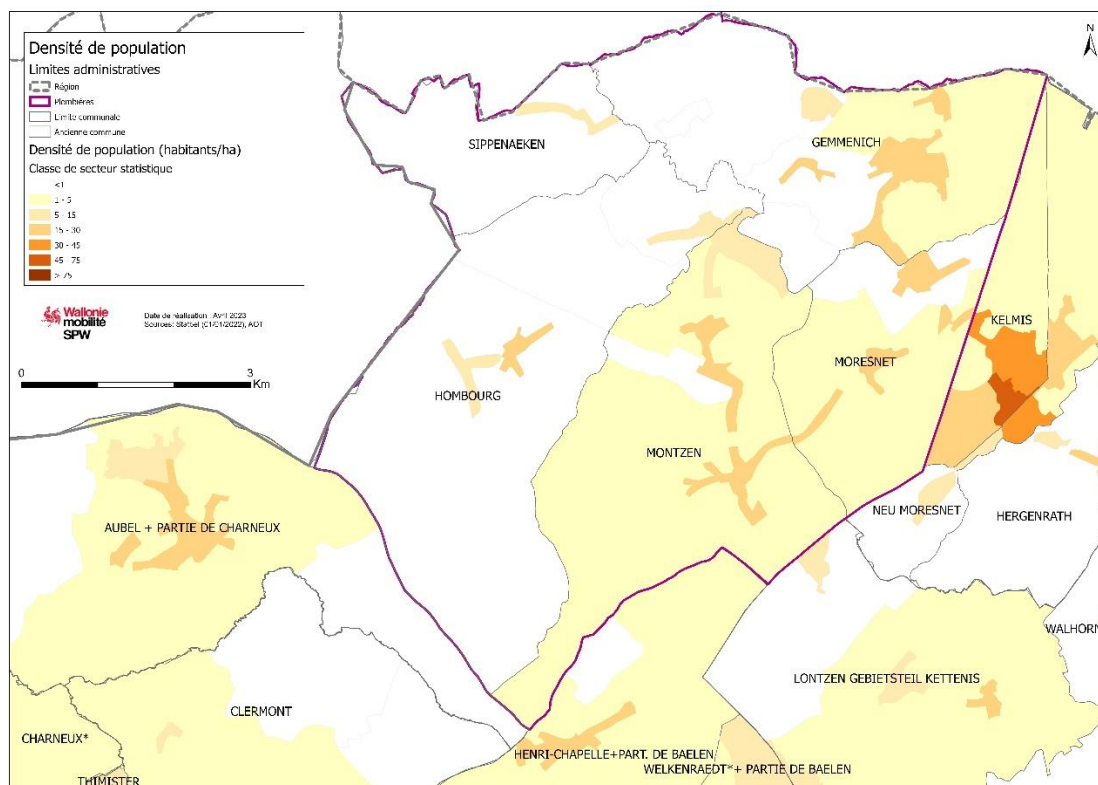 Densité de population
Limites administratives
Région
Plombières
Limite communale
Ancienne commune
Densité de population (habitants/ha)
Classe de secteur statistique
<1
1 - 5
5 - 15
15 - 30
30 - 45
45 - 75
> 75
Wallonie
mobilité
SPW
Date de réalisation : Avril 2023
Sources: Statbel (01/01/2022), AOT
0 3
Km
N
SIPPENAEKEN
GEMMENICH
KELMIS
MORESNET
HOMBOURG
MONTZEN
NEU MORESNET
HERGENRATH
AUBEL + PARTIE DE CHARNEUX
WALHORN
LONTZEN GEBIETSTEIL KETTENIS
CLERMONT
CHARNEUX*
HENRI-CHAPELLE+PART. DE BAELEN
WELKENRAEDT*+ PARTIE DE BAELEN
THIMISTER